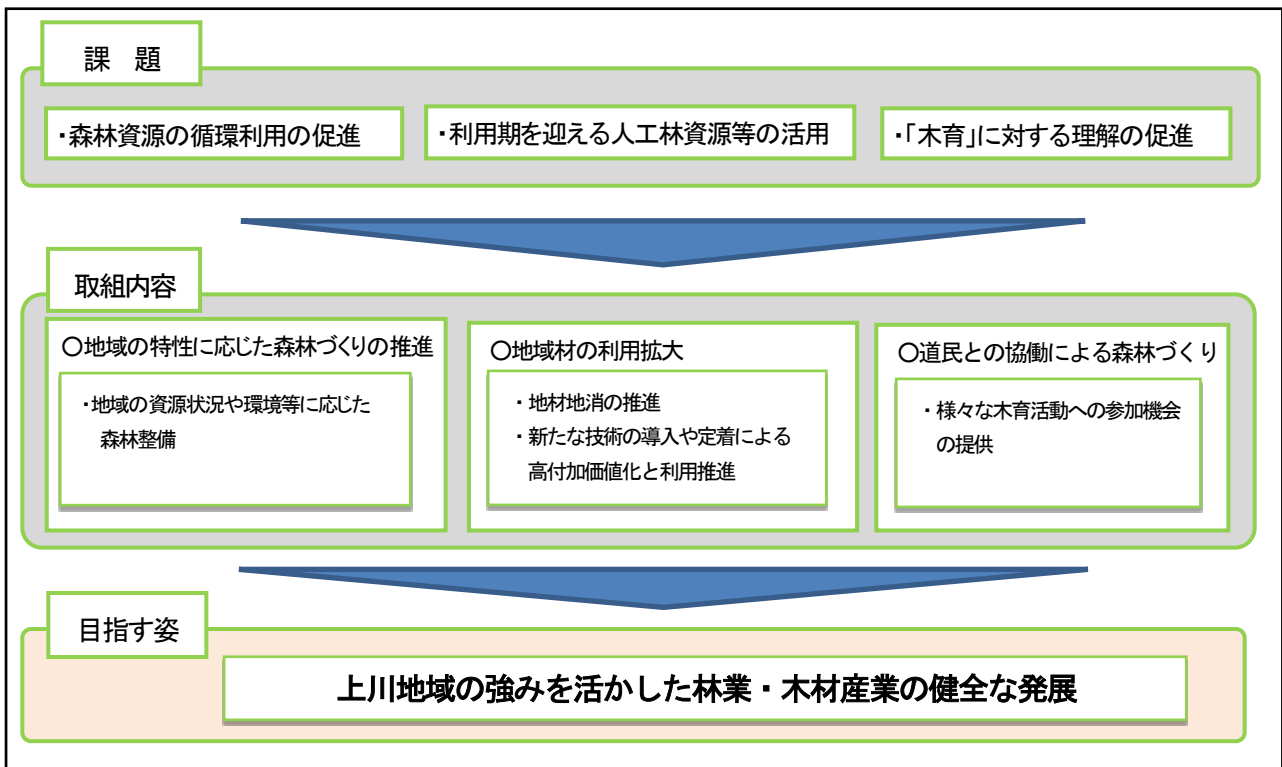 課　題
・森林資源の循環利用の促進
・利用期を迎える人工林資源等の活用
・「木育」に対する理解の促進
取組内容
○地域の特性に応じた森林づくりの推進
・地域の資源状況や環境等に応じた
森林整備
○地域材の利用拡大
・地材地消の推進
・新たな技術の導入や定着による
高付加価値化と利用推進
○道民との協働による森林づくり
・様々な木育活動への参加機会
の提供
目指す姿
上川地域の強みを活かした林業・木材産業の健全な発展